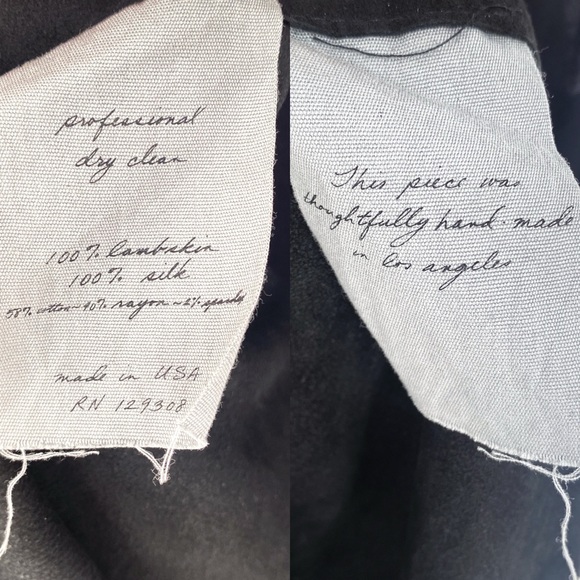 professional
dry clean
100% lambskin
100% silk
58% cotton - 40% rayon - 2% spandex
made in USA
RN 129308
This piece was
thoughtfully hand made
in los angeles